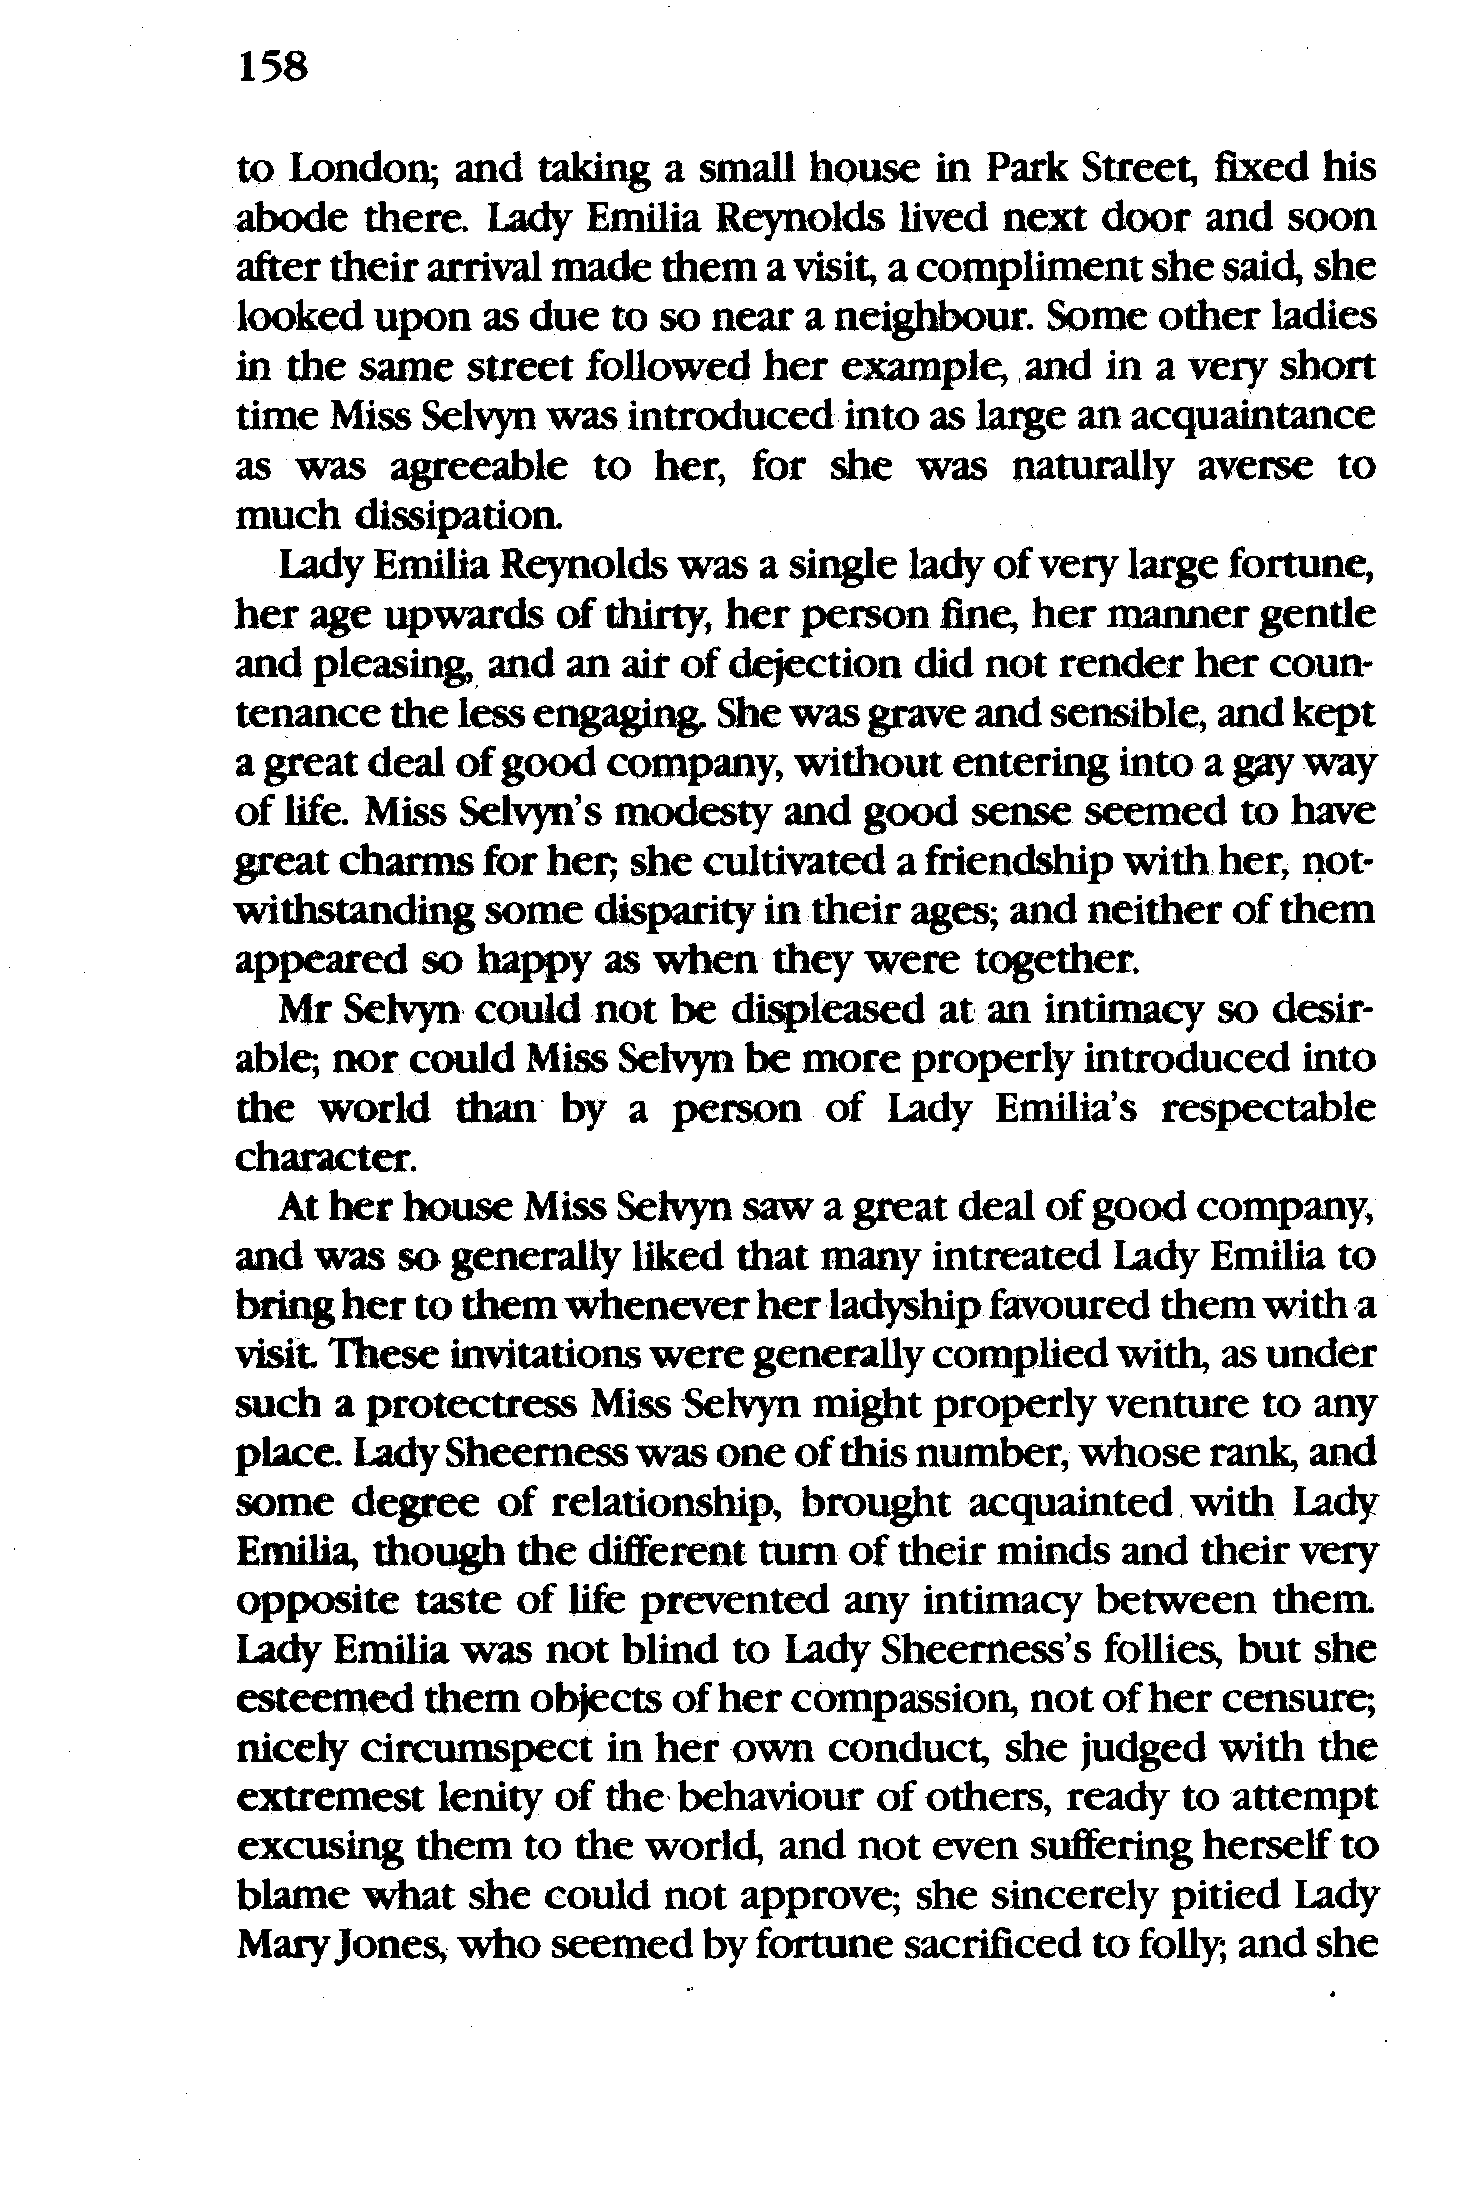 158
to London; and taking a small house in Park Street, fixed his
abode there. Lady Emilia Reynolds lived next door and soon
after their arrival made them a visit, a compliment she said, she
looked upon as due to so near a neighbour. Some other ladies
in the same street followed her example, and in a very short
time Miss Selvyn was introduced into as large an acquaintance
as was agreeable to her, for she was naturally averse to
much dissipation.
Lady Emilia Reynolds was a single lady of very large fortune,
her age upwards of thirty, her person fine, her manner gentle
and pleasing, and an air of dejection did not render her coun-
tenance the less engaging. She was grave and sensible, and kept
a great deal of good company, without entering into a gay way
of life. Miss Selvyn's modesty and good sense seemed to have
great charms for her; she cultivated a friendship with her, not-
withstanding some disparity in their ages; and neither of them
appeared so happy as when they were together.
Mr Selvyn could not be displeased at an intimacy so desir-
able; nor could Miss Selvyn be more properly introduced into
the world than by a person of Lady Emilia's respectable
character.
At her house Miss Selvyn saw a great deal of good company,
and was so generally liked that many intreated Lady Emilia to
bring her to them whenever her ladyship favoured them with a
visit. These invitations were generally complied with, as under
such a protectress Miss Selvyn might properly venture to any
place. Lady Sheerness was one of this number, whose rank, and
some degree of relationship, brought acquainted with Lady
Emilia, though the different turn of their minds and their very
opposite taste of life prevented any intimacy between them.
Lady Emilia was not blind to Lady Sheerness's follies, but she
esteemed them objects of her compassion, not of her censure;
nicely circumspect in her own conduct, she judged with the
extremest lenity of the behaviour of others, ready to attempt
excusing them to the world, and not even suffering herself to
blame what she could not approve; she sincerely pitied Lady
Mary Jones, who seemed by fortune sacrificed to folly; and she